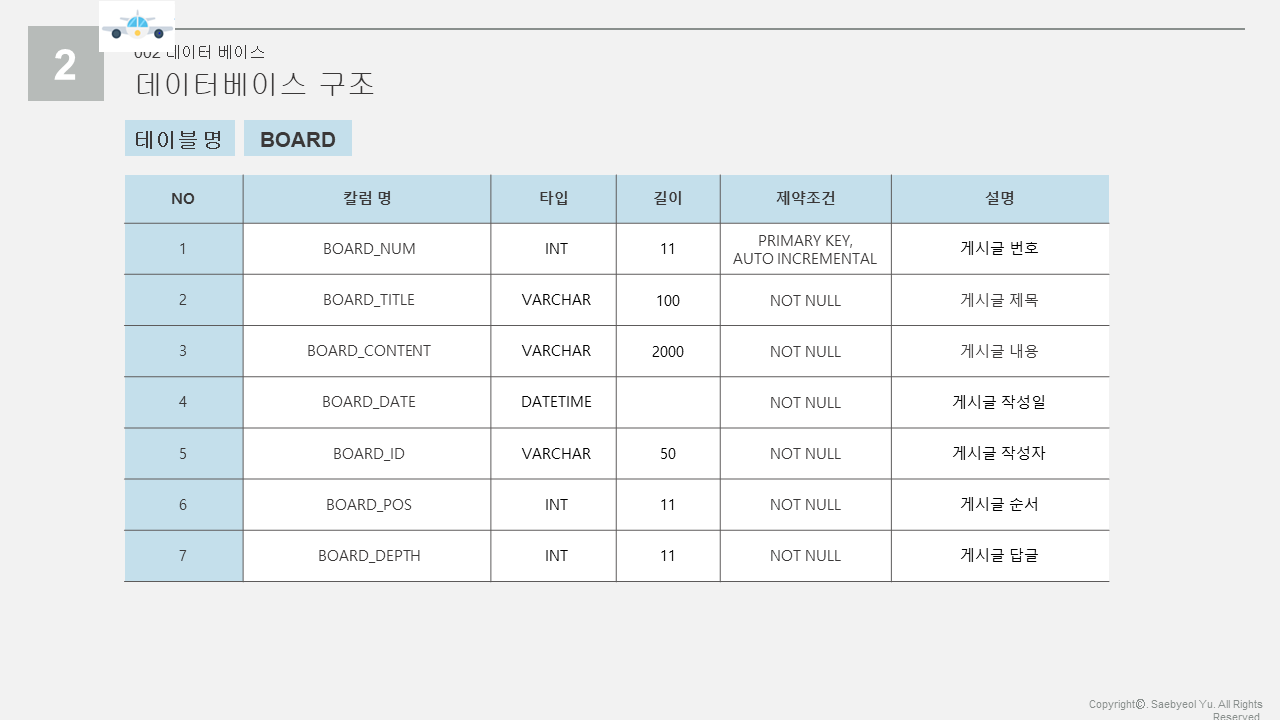 2
002 데이터 베이스
데이터베이스 구조
테이블 명 BOARD
NO 칼럼 명 타입 길이 제약조건 설명
1 BOARD_NUM INT 11 PRIMARY KEY, AUTO INCREMENTAL 게시글 번호
2 BOARD_TITLE VARCHAR 100 NOT NULL 게시글 제목
3 BOARD_CONTENT VARCHAR 2000 NOT NULL 게시글 내용
4 BOARD_DATE DATETIME NOT NULL 게시글 작성일
5 BOARD_ID VARCHAR 50 NOT NULL 게시글 작성자
6 BOARD_POS INT 11 NOT NULL 게시글 순서
7 BOARD_DEPTH INT 11 NOT NULL 게시글 답글
Copyright©. Saebyeol Yu. All Rights
Reserved.